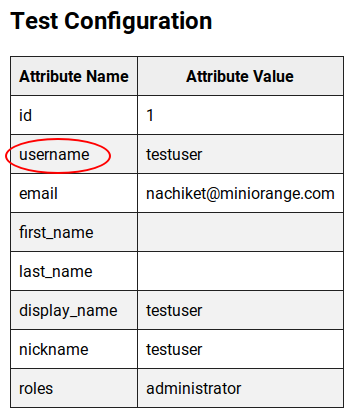 Test Configuration
Attribute Name Attribute Value
id 1
username testuser
email nachiket@miniorange.com
first_name
last_name
display_name testuser
nickname testuser
roles administrator